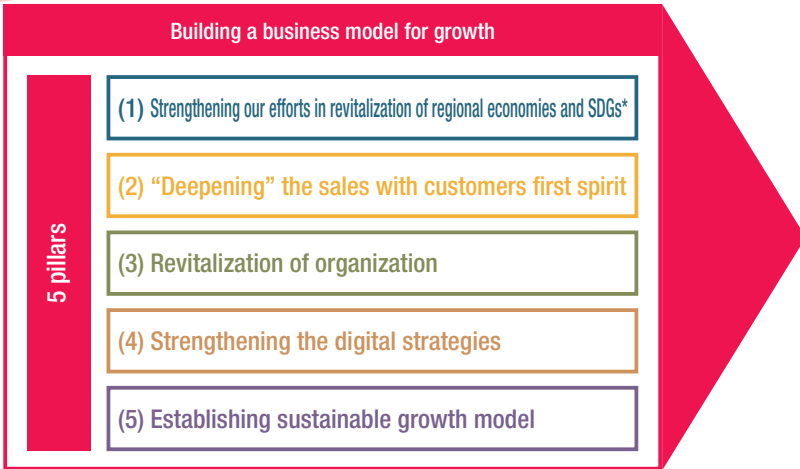 Building a business model for growth
5 pillars
(1) Strengthening our efforts in revitalization of regional economies and SDGs*
(2) “Deepening” the sales with customers first spirit
(3) Revitalization of organization
(4) Strengthening the digital strategies
(5) Establishing sustainable growth model